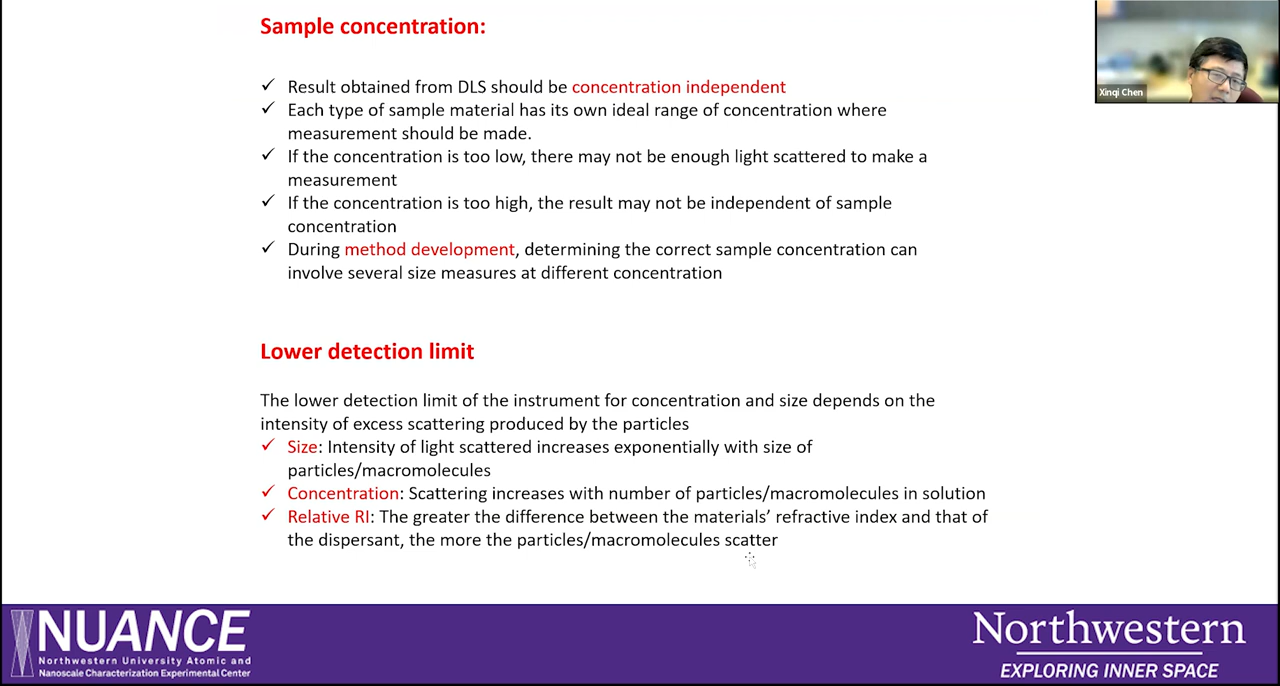 Sample concentration:
Xinqi Chen
✓ Result obtained from DLS should be concentration independent
✓ Each type of sample material has its own ideal range of concentration where
measurement should be made.
✓ If the concentration is too low, there may not be enough light scattered to make a
measurement
✓ If the concentration is too high, the result may not be independent of sample
concentration
✓ During method development, determining the correct sample concentration can
involve several size measures at different concentration
Lower detection limit
The lower detection limit of the instrument for concentration and size depends on the
intensity of excess scattering produced by the particles
✓ Size: Intensity of light scattered increases exponentially with size of
particles/macromolecules
✓ Concentration: Scattering increases with number of particles/macromolecules in solution
✓ Relative RI: The greater the difference between the materials’ refractive index and that of
the dispersant, the more the particles/macromolecules scatter
NUANCE
Northwestern University Atomic and
Nanoscale Characterization Experimental Center
Northwestern
EXPLORING INNER SPACE